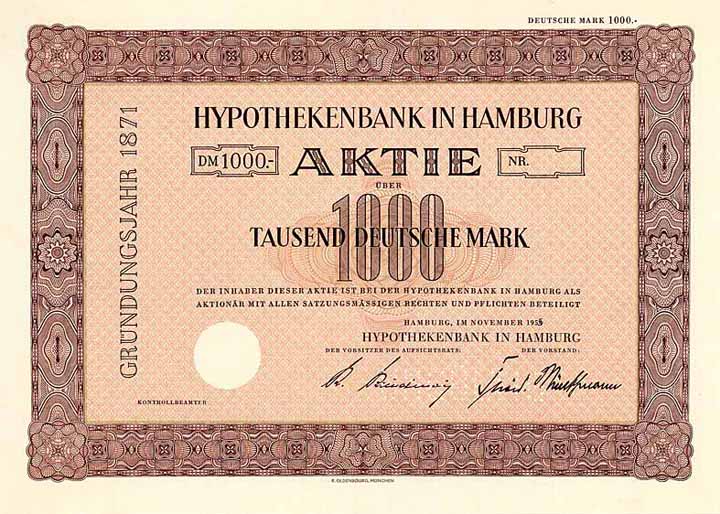 DEUTSCHE MARK 1000.-
GRÜNDUNGSJAHR 1871
HYPOTHEKENBANK IN HAMBURG
DM 1000.- AKTIE NR.
ÜBER
1000
TAUSEND DEUTSCHE MARK
DER INHABER DIESER AKTIE IST BEI DER HYPOTHEKENBANK IN HAMBURG ALS
AKTIONÄR MIT ALLEN SATZUNGSMÄSSIGEN RECHTEN UND PFLICHTEN BETEILIGT
HAMBURG, IM NOVEMBER 1955
HYPOTHEKENBANK IN HAMBURG
DER VORSITZER DES AUFSICHTSRATS: DER VORSTAND:
KONTROLLBEAMTER
R. OLDENBOURG, MÜNCHEN